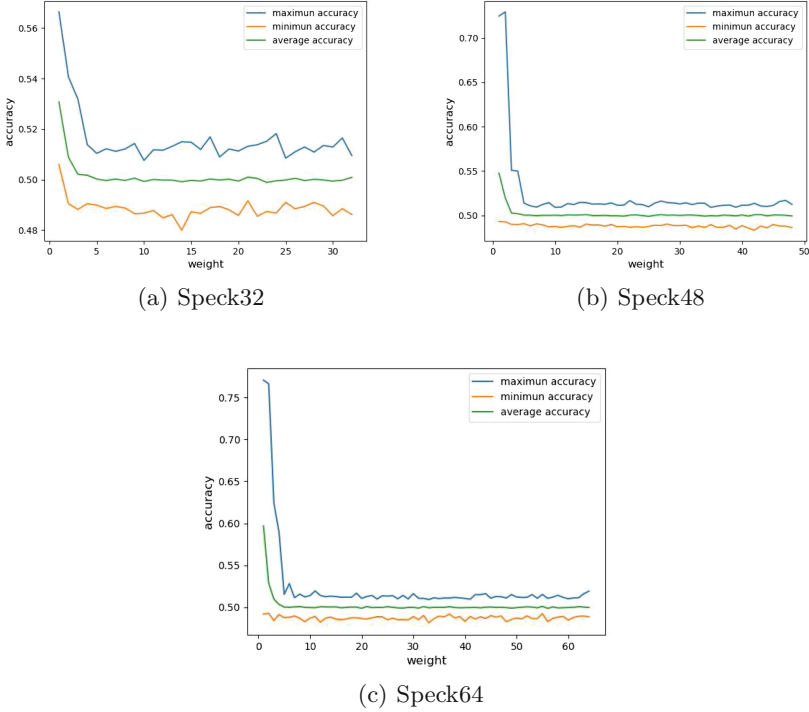 maximun accuracy
minimun accuracy
average accuracy
0.56
0.54
0.52
0.50
0.48
accuracy
0 5 10 15 20 25 30
weight
(a) Speck32
maximun accuracy
minimun accuracy
average accuracy
0.70
0.65
0.60
0.55
0.50
accuracy
0 10 20 30 40 50
weight
(b) Speck48
maximun accuracy
minimun accuracy
average accuracy
0.75
0.70
0.65
0.60
0.55
0.50
accuracy
0 10 20 30 40 50 60
weight
(c) Speck64